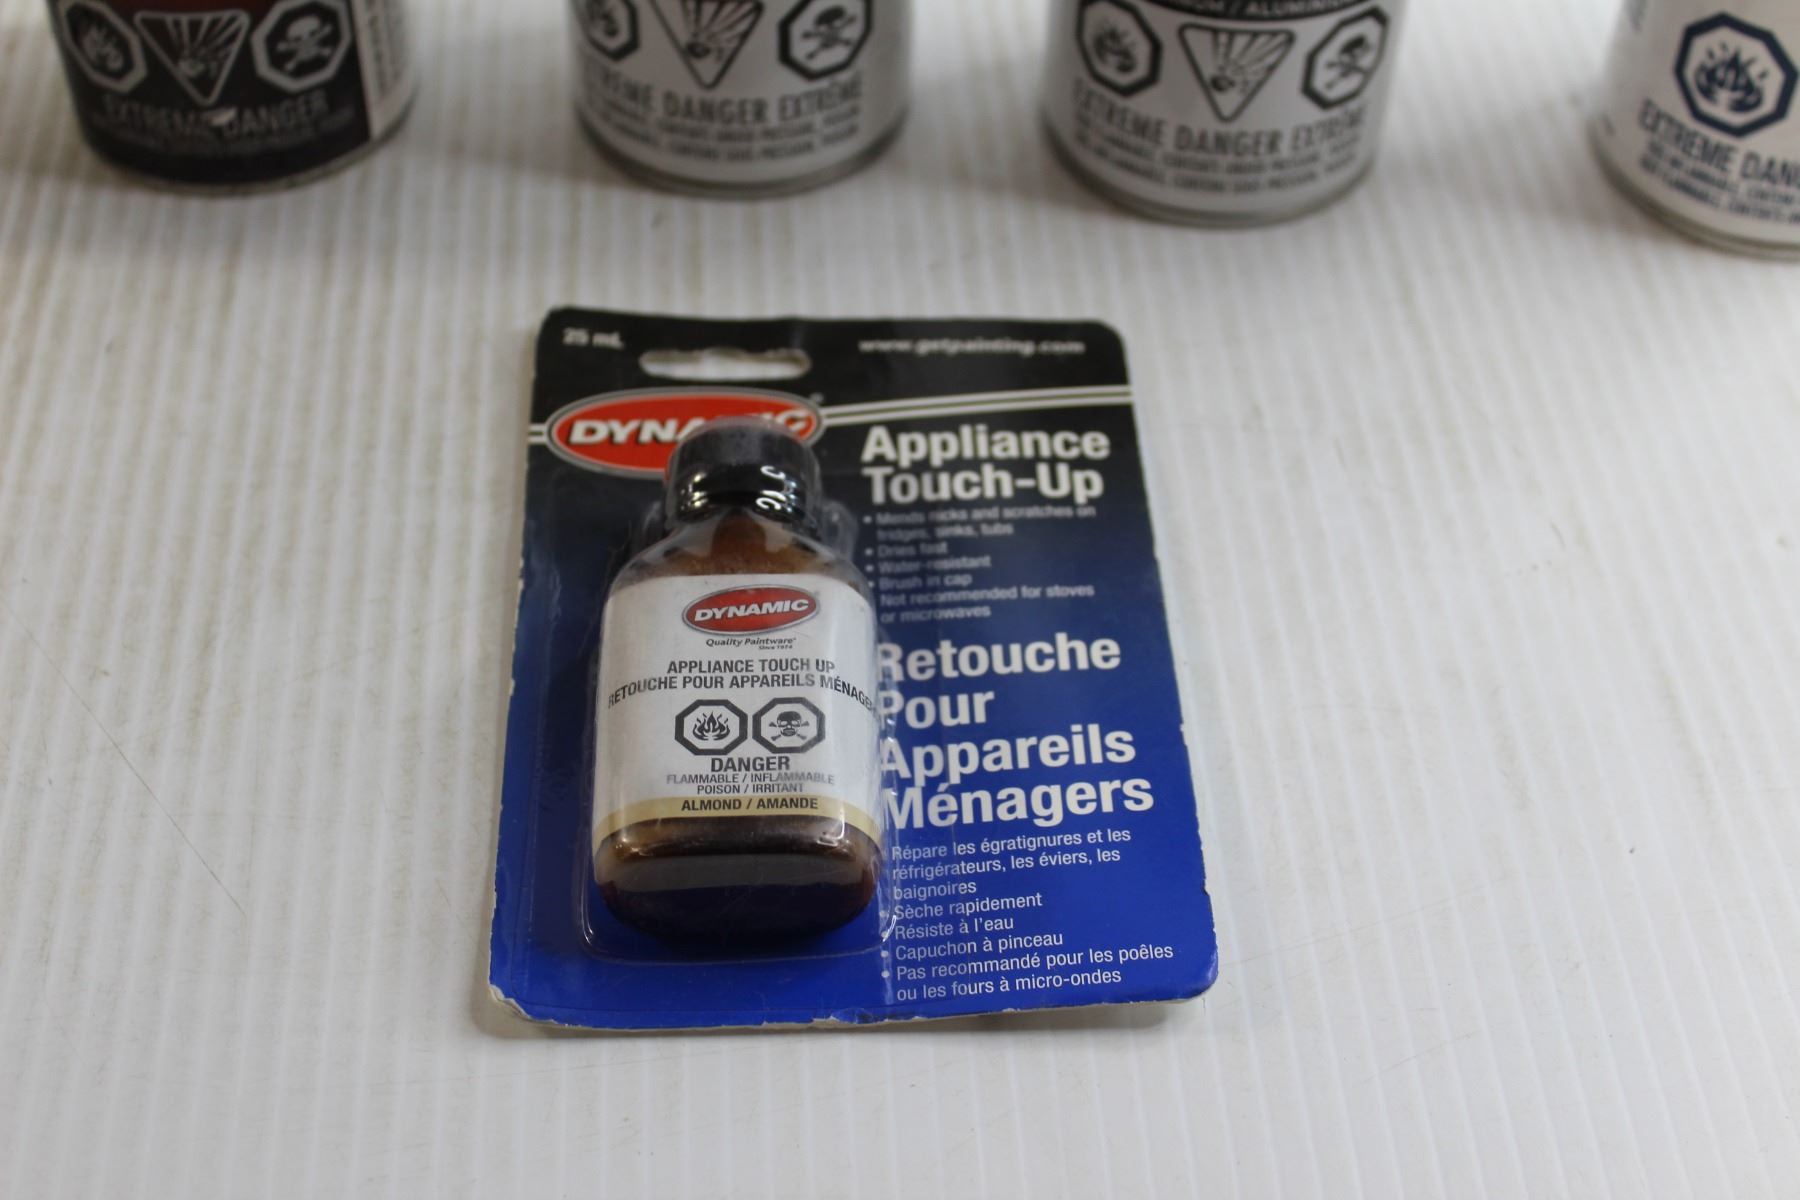 EXTREME DANGER
EXTREME DANGER EXTRÊME
/ ALUMINIUM
EXTREME DANGER EXTRÊME
EXTREME
25 mL
www.getpainting.com
DYNAMIC
Appliance
Touch-Up
• Mends nicks and scratches on
fridges, sinks, tubs
• Dries fast
• Water-resistant
• Brush in cap
Not recommended for stoves
or microwaves
Retouche
Pour
Appareils
Ménagers
• Répare les égratignures et les
réfrigérateurs, les éviers, les
baignoires
• Sèche rapidement
• Résiste à l'eau
• Capuchon à pinceau
• Pas recommandé pour les poêles
ou les fours à micro-ondes
DYNAMIC
Quality Paintware
Since 1974
APPLIANCE TOUCH UP
RETOUCHE POUR APPAREILS MÉNAGE
DANGER
FLAMMABLE / INFLAMMABLE
POISON / IRRITANT
ALMOND / AMANDE